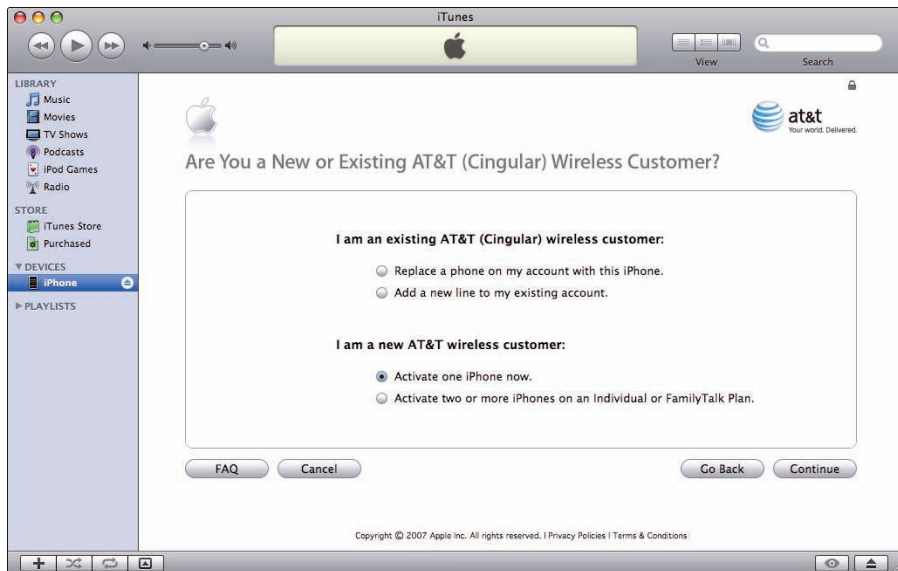 iTunes
View
Search
LIBRARY
Music
Movies
TV Shows
Podcasts
iPod Games
Radio
STORE
iTunes Store
Purchased
DEVICES
iPhone
PLAYLISTS
at&t
Your world. Delivered.
Are You a New or Existing AT&T (Cingular) Wireless Customer?
I am an existing AT&T (Cingular) wireless customer:
Replace a phone on my account with this iPhone.
Add a new line to my existing account.
I am a new AT&T wireless customer:
Activate one iPhone now.
Activate two or more iPhones on an Individual or FamilyTalk Plan.
FAQ Cancel Go Back Continue
Copyright © 2007 Apple Inc. All rights reserved. | Privacy Policies | Terms & Conditions